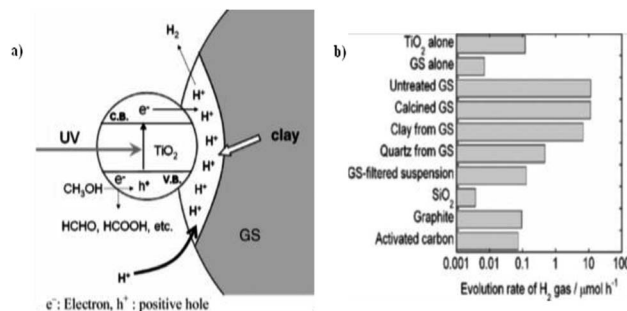 a)
H₂
H⁺
e⁻
H⁺
C.B.
H⁺
UV
TiO₂
H⁺
clay
H⁺
e⁻
V.B.
CH₃OH
h⁺
H⁺
H⁺
HCHO, HCOOH, etc.
GS
H⁺
e⁻: Electron, h⁺ : positive hole
b)
TiO₂ alone
GS alone
Untreated GS
Calcined GS
Clay from GS
Quartz from GS
GS-filtered suspension
SiO₂
Graphite
Activated carbon
0.001 0.01 0.1 1 10 100
Evolution rate of H₂ gas / μmol h⁻¹